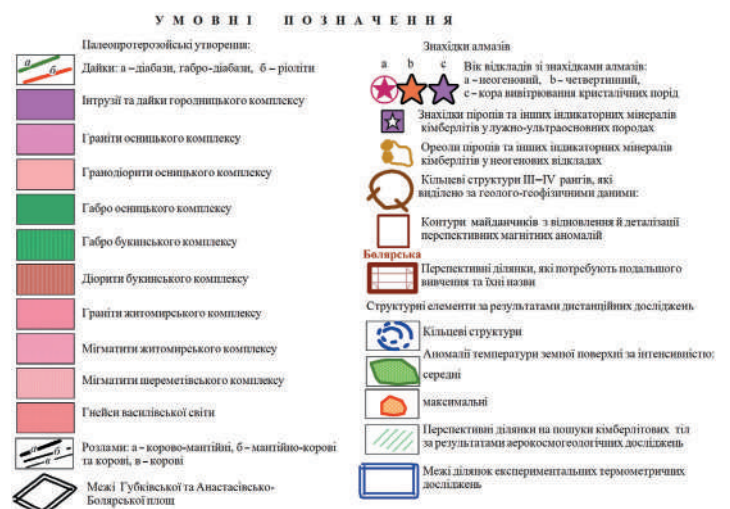 УМОВНІ ПОЗНАЧЕННЯ
Палеопротерозойські утворення:
а
б
Дайки: а – діабази, габро-діабази, б – ріоліти
Інтрузії та дайки городницького комплексу
Граніти осницького комплексу
Гранодіорити осницького комплексу
Габро осницького комплексу
Габро букинського комплексу
Діорити букинського комплексу
Граніти житомирського комплексу
Мігматити житомирського комплексу
Мігматити шереметівського комплексу
Гнейси василівської світи
а
б
в
Розлами: а – корово-мантійні, б – мантійно-корові
та корові, в – корові
Межі Губківської та Анастасівсько-
Болярської площ
Знахідки алмазів
a b c
Вік відкладів зі знахідками алмазів:
а – неогеновий, b – четвертинний,
с – кора вивітрювання кристалічних порід
Знахідки піропів та інших індикаторних мінералів
кімберлітів у лужно-ультраосновних породах
Ореоли піропів та інших індикаторних мінералів
кімберлітів у неогенових відкладах
Кільцеві структури III–IV рангів, які
виділено за геолого-геофізичними даними:
Контури майданчиків з відновлення й деталізації
перспективних магнітних аномалій
Болярська
Перспективні ділянки, які потребують подальшого
вивчення та їхні назви
Структурні елементи за результатами дистанційних досліджень
Кільцеві структури
Аномалії температури земної поверхні за інтенсивністю:
середні
максимальні
Перспективні ділянки на пошуки кімберлітових тіл
за результатами аерокосмогеологічних досліджень
Межі ділянок експериментальних термометричних
досліджень